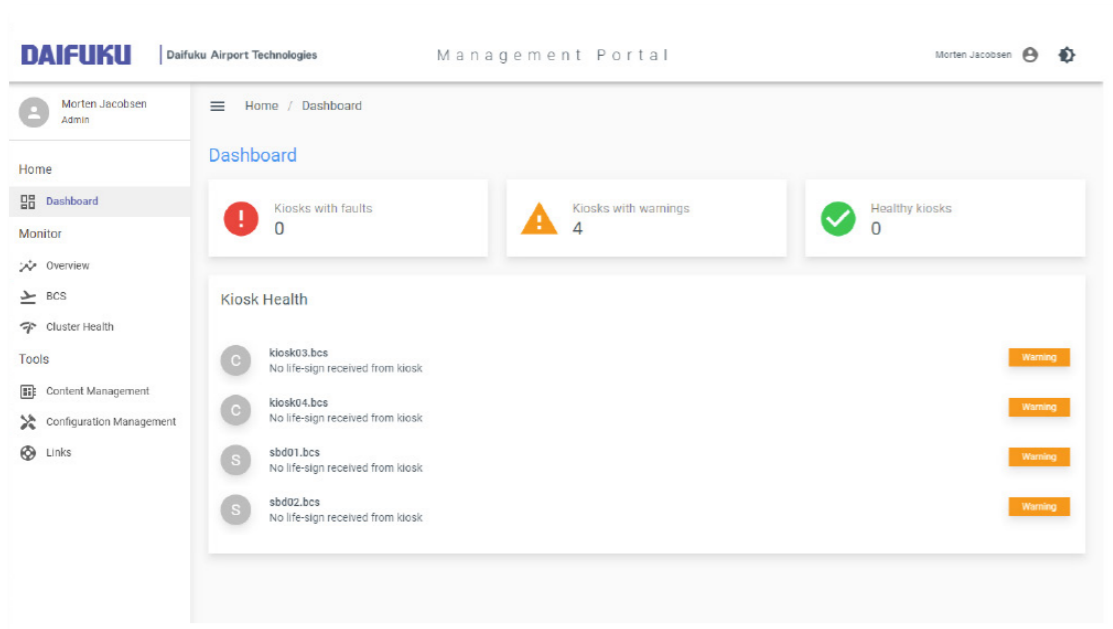 DAIFUKU
Daifuku Airport Technologies
Management Portal
Morten Jacobsen
Morten Jacobsen
Admin
Home / Dashboard
Home
Dashboard
Monitor
Overview
BCS
Cluster Health
Tools
Content Management
Configuration Management
Links
Dashboard
Kiosks with faults
0
Kiosks with warnings
4
Healthy kiosks
0
Kiosk Health
C
kiosk03.bcs
No life-sign received from kiosk
Warning
C
kiosk04.bcs
No life-sign received from kiosk
Warning
S
sbd01.bcs
No life-sign received from kiosk
Warning
S
sbd02.bcs
No life-sign received from kiosk
Warning